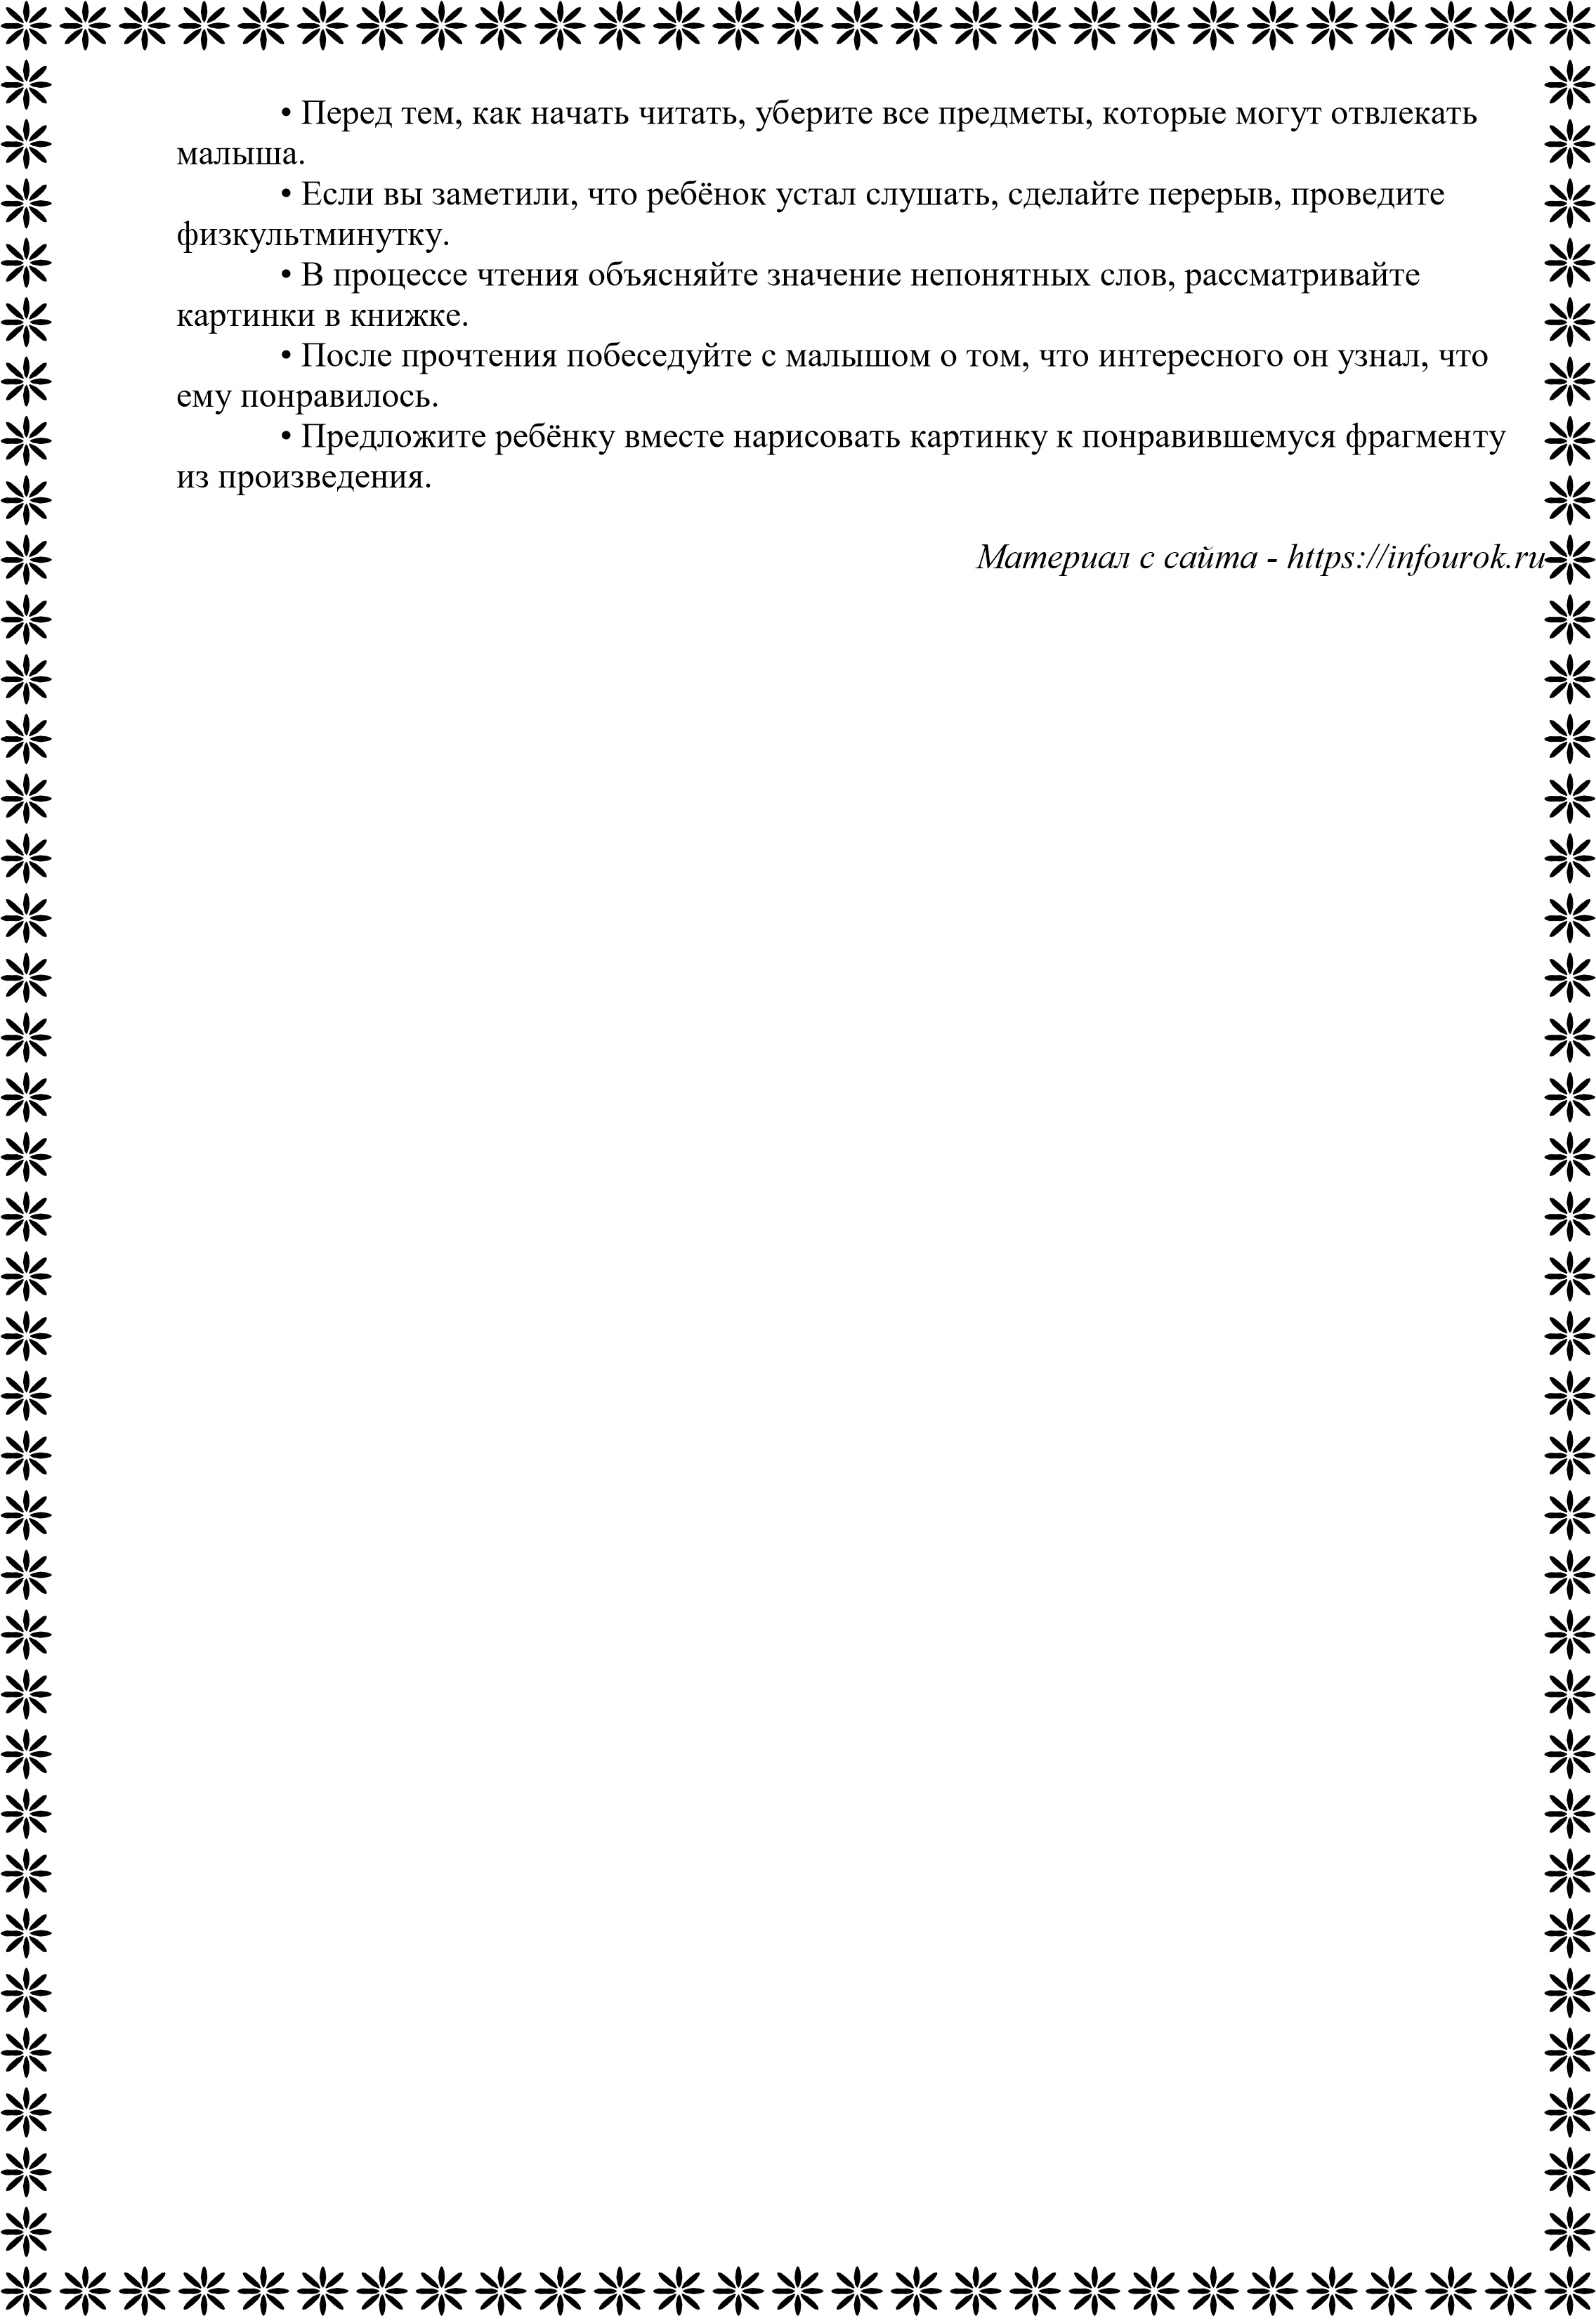 • Перед тем, как начать читать, уберите все предметы, которые могут отвлекать
малыша.
• Если вы заметили, что ребёнок устал слушать, сделайте перерыв, проведите
физкультминутку.
• В процессе чтения объясняйте значение непонятных слов, рассматривайте
картинки в книжке.
• После прочтения побеседуйте с малышом о том, что интересного он узнал, что
ему понравилось.
• Предложите ребёнку вместе нарисовать картинку к понравившемуся фрагменту
из произведения.
Материал с сайта - https://infourok.ru